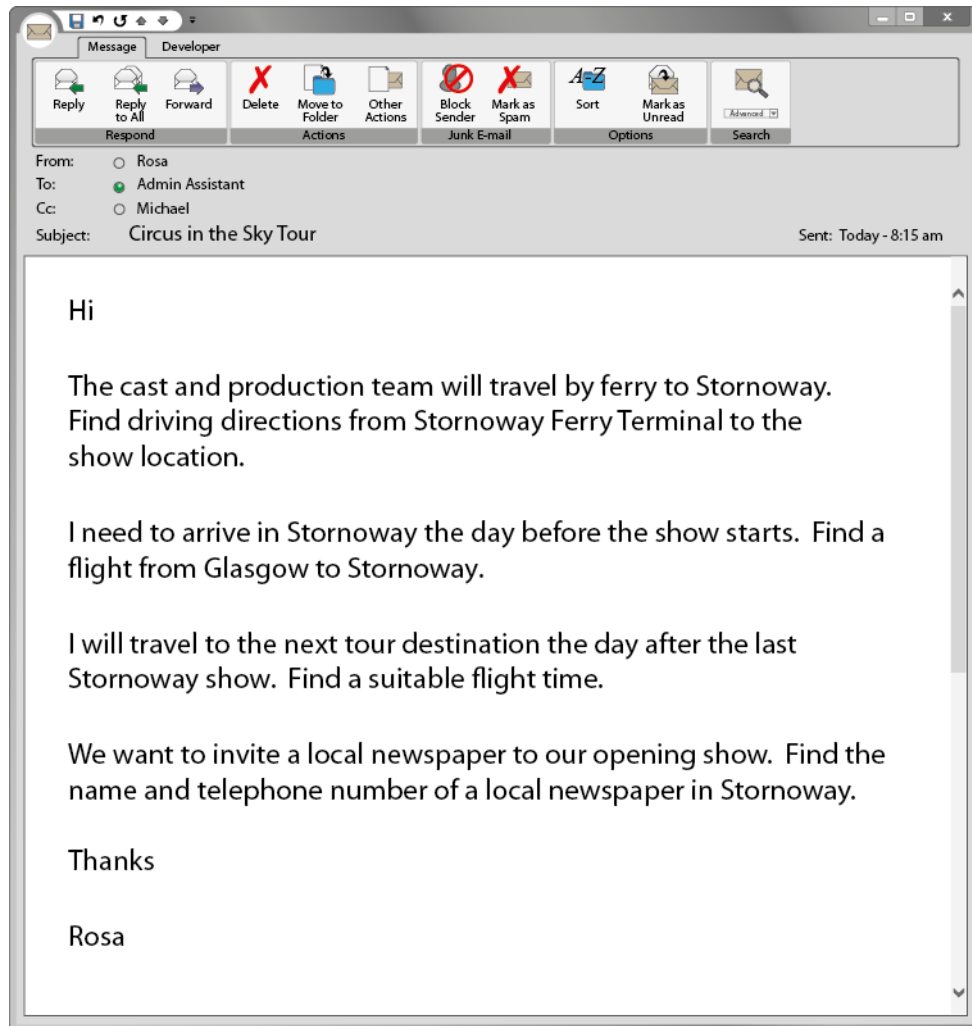 Message Developer
Reply Reply to All Forward Delete Move to Folder Other Actions Block Sender Mark as Spam A-Z Sort Mark as Unread Advanced
Respond Actions Junk E-mail Options Search
From: Rosa
To: Admin Assistant
Cc: Michael
Subject: Circus in the Sky Tour Sent: Today - 8:15 am
Hi
The cast and production team will travel by ferry to Stornoway.
Find driving directions from Stornoway Ferry Terminal to the
show location.
I need to arrive in Stornoway the day before the show starts. Find a
flight from Glasgow to Stornoway.
I will travel to the next tour destination the day after the last
Stornoway show. Find a suitable flight time.
We want to invite a local newspaper to our opening show. Find the
name and telephone number of a local newspaper in Stornoway.
Thanks
Rosa